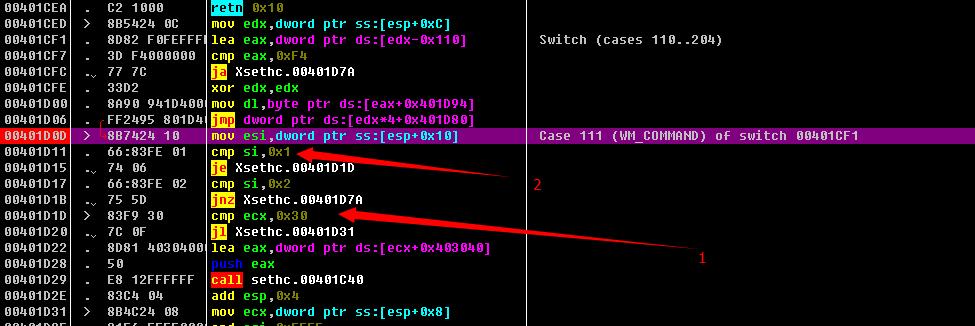 00401CEA . C2 1000 retn 0x10
00401CED > 8B5424 0C mov edx,dword ptr ss:[esp+0xC]
00401CF1 . 8D82 F0FEFFFF lea eax,dword ptr ds:[edx-0x110] Switch (cases 110..204)
00401CF7 . 3D F4000000 cmp eax,0xF4
00401CFC . 77 7C ja Xsethc.00401D7A
00401CFE . 33D2 xor edx,edx
00401D00 . 8A90 941D4000 mov dl,byte ptr ds:[eax+0x401D94]
00401D06 . FF2495 801D40 jmp dword ptr ds:[edx*4+0x401D80]
00401D0D > 8B7424 10 mov esi,dword ptr ss:[esp+0x10] Case 111 (WM_COMMAND) of switch 00401CF1
00401D11 . 66:83FE 01 cmp si,0x1
00401D15 . 74 06 je Xsethc.00401D1D
00401D17 . 66:83FE 02 cmp si,0x2
2
00401D1B . 75 5D jnz Xsethc.00401D7A
00401D1D > 83F9 30 cmp ecx,0x30
00401D20 . 7C 0F jl Xsethc.00401D31
00401D22 . 8D81 40304000 lea eax,dword ptr ds:[ecx+0x403040]
1
00401D28 . 50 push eax
00401D29 . E8 12FFFFFF call sethc.00401C40
00401D2E . 83C4 04 add esp,0x4
00401D31 > 8B4C24 08 mov ecx,dword ptr ss:[esp+0x8]